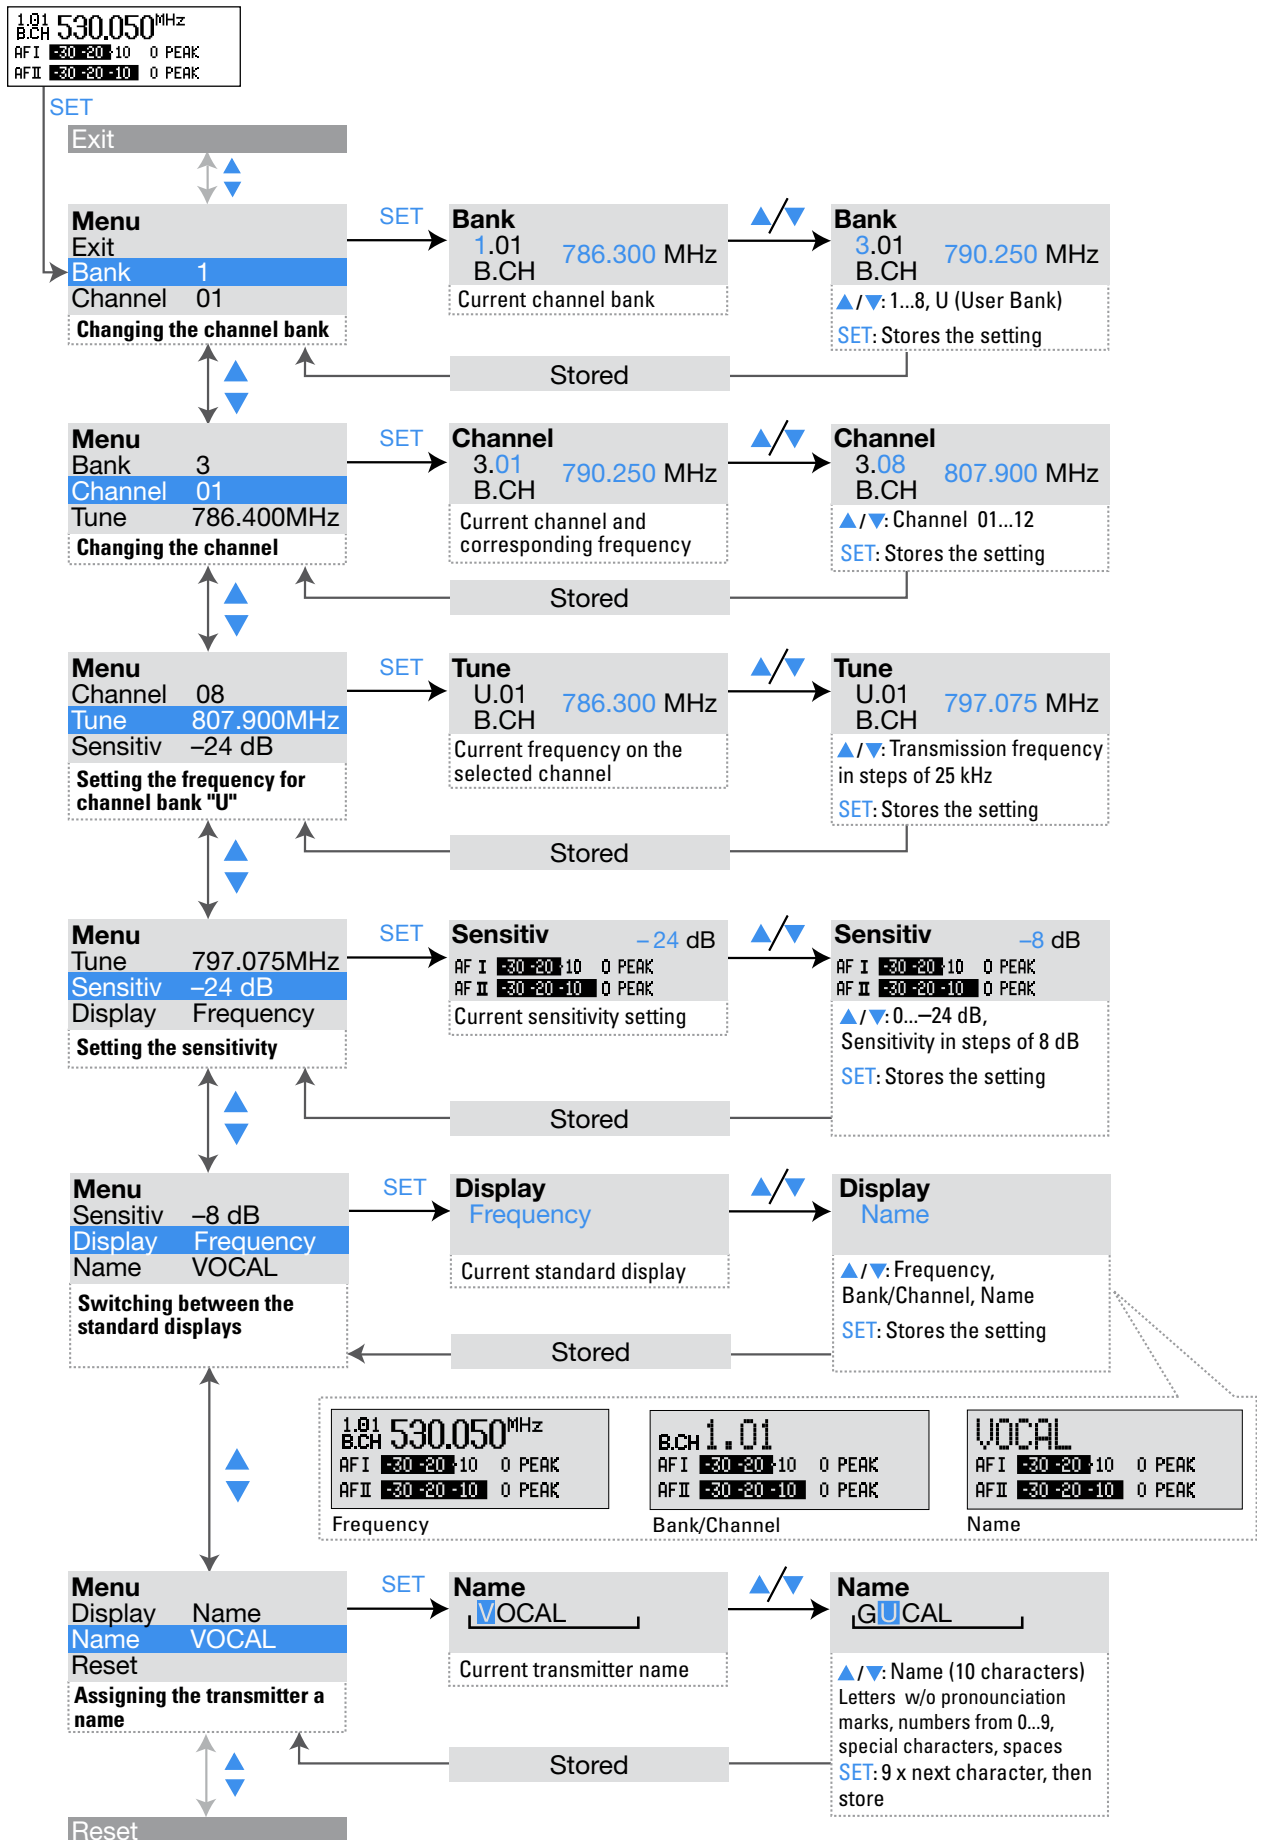 1.01
B.CH 530.050 MHz
AF I -30 -20 -10 0 PEAK
AF II -30 -20 -10 0 PEAK
SET
Exit
Menu
Exit
Bank 1
Channel 01
Changing the channel bank
SET
Bank
1.01 786.300 MHz
B.CH
Current channel bank
▲/▼
Bank
3.01 790.250 MHz
B.CH
▲/▼: 1...8, U (User Bank)
SET: Stores the setting
Stored
Menu
Bank 3
Channel 01
Tune 786.400MHz
Changing the channel
SET
Channel
3.01 790.250 MHz
B.CH
Current channel and
corresponding frequency
▲/▼
Channel
3.08 807.900 MHz
B.CH
▲/▼: Channel 01...12
SET: Stores the setting
Stored
Menu
Channel 08
Tune 807.900MHz
Sensitiv –24 dB
Setting the frequency for
channel bank "U"
SET
Tune
U.01 786.300 MHz
B.CH
Current frequency on the
selected channel
▲/▼
Tune
U.01 797.075 MHz
B.CH
▲/▼: Transmission frequency
in steps of 25 kHz
SET: Stores the setting
Stored
Menu
Tune 797.075MHz
Sensitiv –24 dB
Display Frequency
Setting the sensitivity
SET
Sensitiv –24 dB
AF I -30 -20 -10 0 PEAK
AF II -30 -20 -10 0 PEAK
Current sensitivity setting
▲/▼
Sensitiv –8 dB
AF I -30 -20 -10 0 PEAK
AF II -30 -20 -10 0 PEAK
▲/▼: 0...–24 dB,
Sensitivity in steps of 8 dB
SET: Stores the setting
Stored
Menu
Sensitiv –8 dB
Display Frequency
Name VOCAL
Switching between the
standard displays
SET
Display
Frequency
Current standard display
▲/▼
Display
Name
▲/▼: Frequency,
Bank/Channel, Name
SET: Stores the setting
Stored
1.01
B.CH 530.050 MHz
AF I -30 -20 -10 0 PEAK
AF II -30 -20 -10 0 PEAK
Frequency
B.CH 1.01
AF I -30 -20 -10 0 PEAK
AF II -30 -20 -10 0 PEAK
Bank/Channel
VOCAL
AF I -30 -20 -10 0 PEAK
AF II -30 -20 -10 0 PEAK
Name
Menu
Display Name
Name VOCAL
Reset
Assigning the transmitter a
name
SET
Name
VOCAL
Current transmitter name
▲/▼
Name
GUCAL
▲/▼: Name (10 characters)
Letters w/o pronounciation
marks, numbers from 0...9,
special characters, spaces
SET: 9 x next character, then
store
Stored
Reset